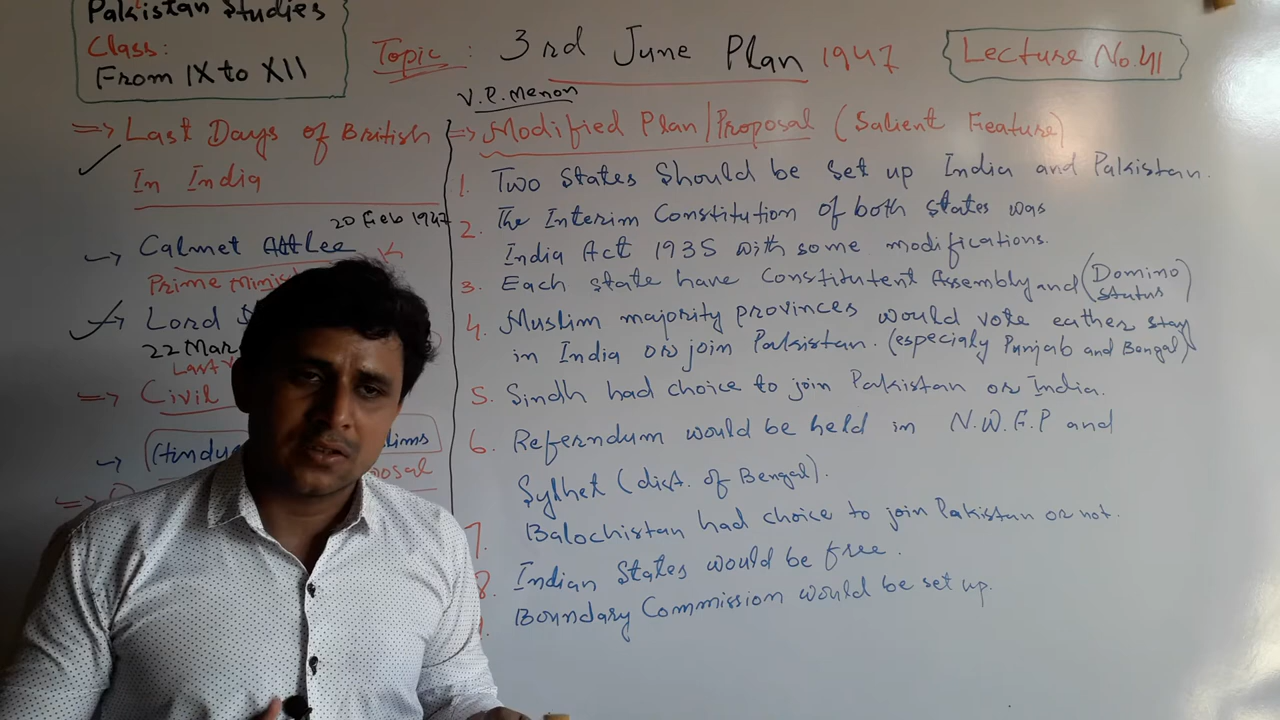 Pakistan Studies
Class:
From IX to XII
Topic : 3rd June Plan 1947
Lecture No.41
V.P. Menon
=> Last Days of British
In India
20 Feb 1947
Calmet Attlee
Prime Minis
Lord
22 Mar
Last
=> Civil
(Hindu lims
posal
=> Modified Plan/Proposal (Salient Feature)
1. Two States Should be set up India and Pakistan.
2. The Interim Constitution of both states was
India Act 1935 with some modifications.
3. Each state have Constitutent Assembly and (Domino
status)
4. Muslim majority provinces would vote eather stay
in India or join Pakistan. (especialy Punjab and Bengal)
5. Sindh had choice to join Pakistan or India.
6. Referndum would be held in N.W.F.P and
Sylhet (dist. of Bengal).
7. Balochistan had choice to join Pakistan or not.
8. Indian States would be free.
Boundary Commission would be set up.